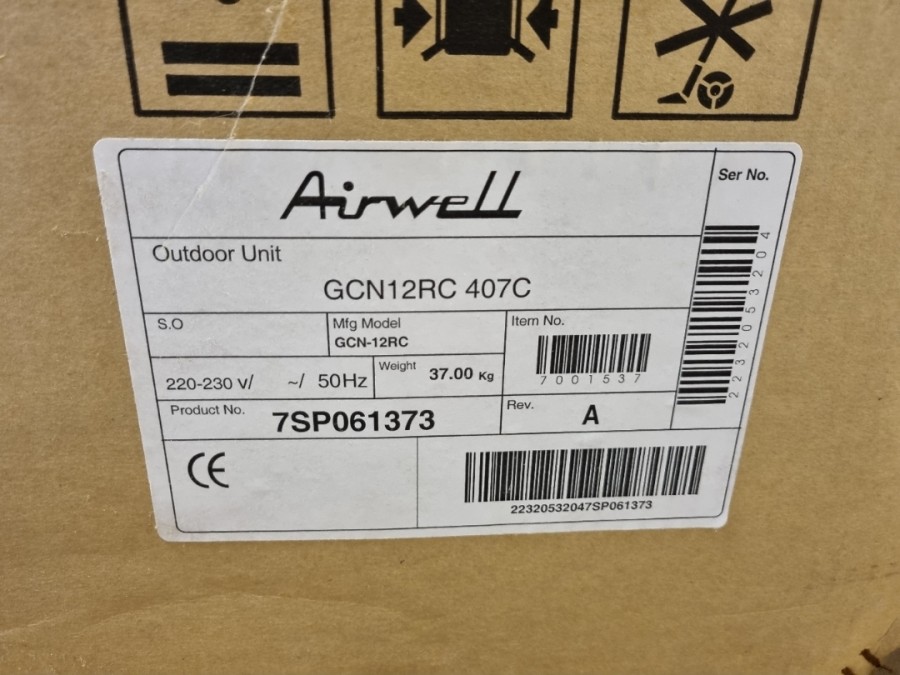 Airwell
Ser No.
2232053204
Outdoor Unit
GCN12RC 407C
S.O
Mfg Model
GCN-12RC
Item No.
7001537
220-230 v/ ~/ 50Hz
Weight
37.00 Kg
Product No.
7SP061373
Rev.
A
CE
22320532047SP061373